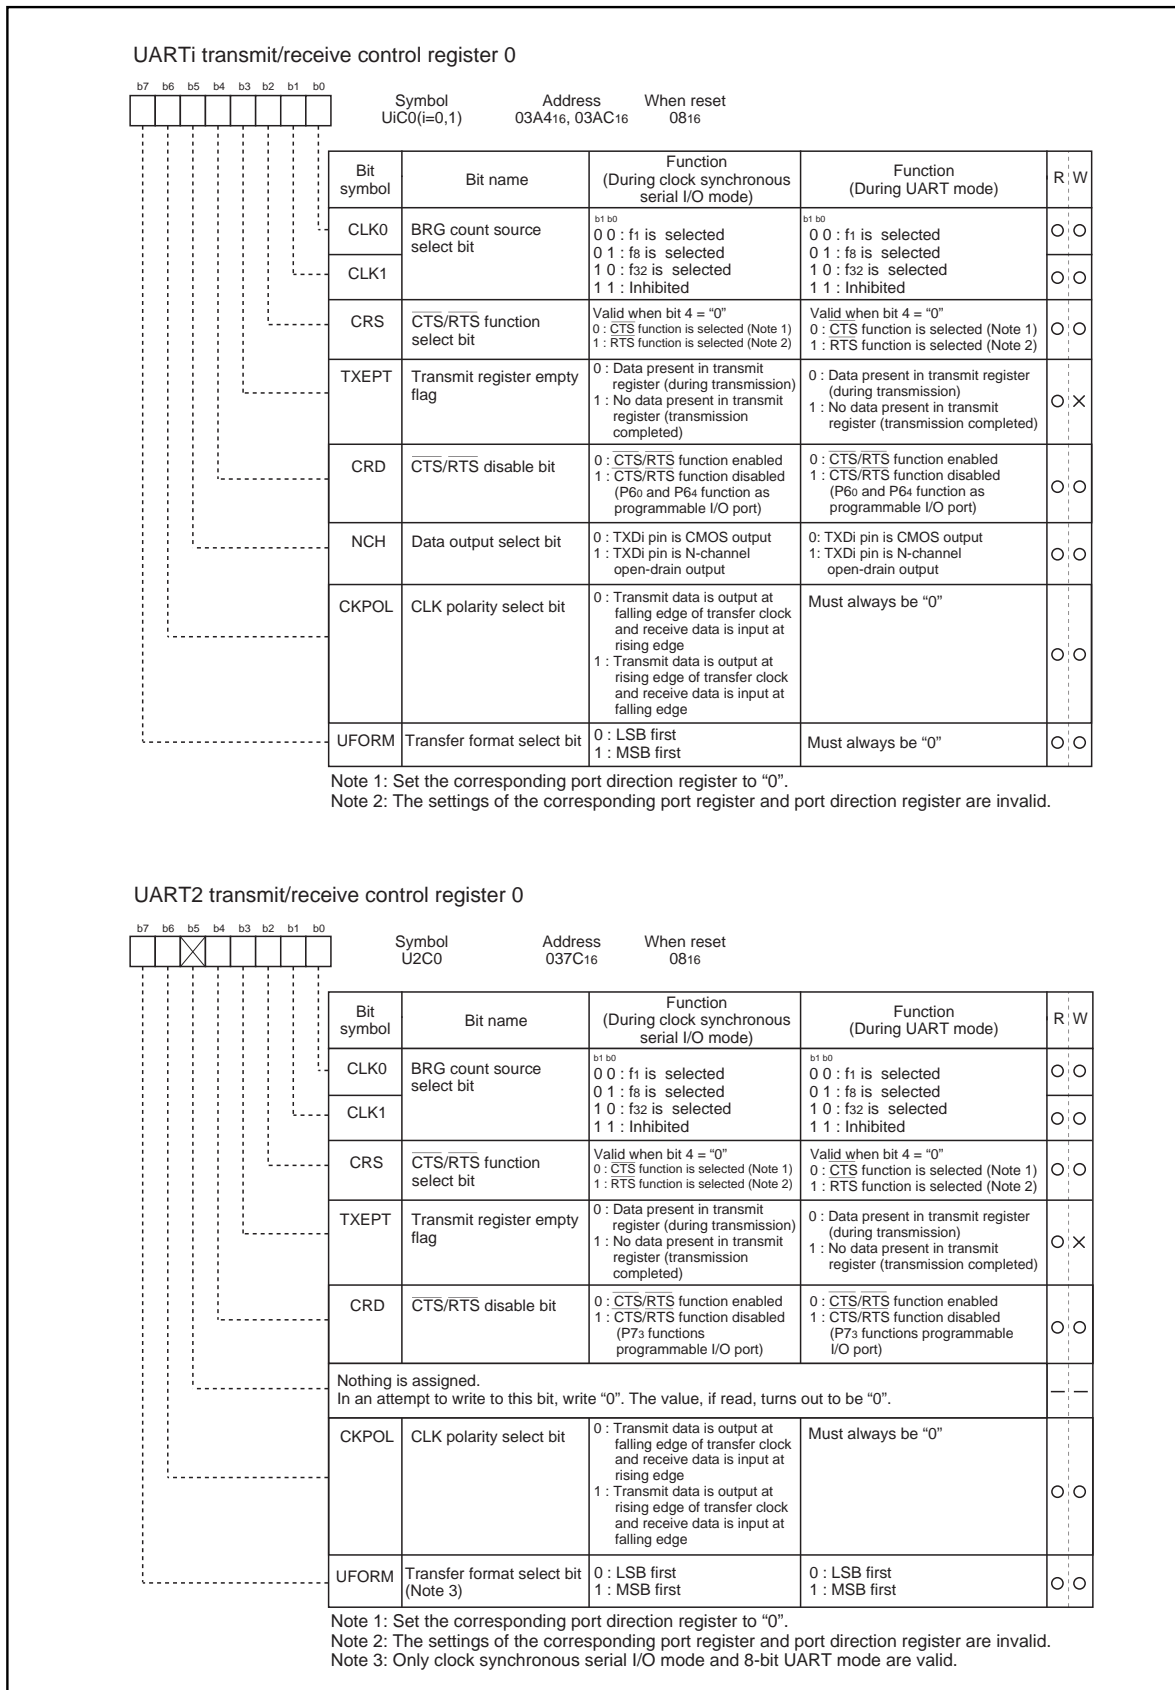 UARTi transmit/receive control register 0
b7 b6 b5 b4 b3 b2 b1 b0
Symbol Address When reset
UiC0(i=0,1) 03A416, 03AC16 0816
Bit symbol Bit name Function (During clock synchronous serial I/O mode) Function (During UART mode) R W
CLK0 BRG count source select bit
CLK1
b1 b0
0 0 : f1 is selected
0 1 : f8 is selected
1 0 : f32 is selected
1 1 : Inhibited
b1 b0
0 0 : f1 is selected
0 1 : f8 is selected
1 0 : f32 is selected
1 1 : Inhibited
CRS CTS/RTS function select bit
Valid when bit 4 = “0”
0 : CTS function is selected (Note 1)
1 : RTS function is selected (Note 2)
Valid when bit 4 = “0”
0 : CTS function is selected (Note 1)
1 : RTS function is selected (Note 2)
TXEPT Transmit register empty flag
0 : Data present in transmit
register (during transmission)
1 : No data present in transmit
register (transmission
completed)
0 : Data present in transmit register
(during transmission)
1 : No data present in transmit
register (transmission completed)
CRD CTS/RTS disable bit
0 : CTS/RTS function enabled
1 : CTS/RTS function disabled
(P60 and P64 function as
programmable I/O port)
0 : CTS/RTS function enabled
1 : CTS/RTS function disabled
(P60 and P64 function as
programmable I/O port)
NCH Data output select bit
0 : TXDi pin is CMOS output
1 : TXDi pin is N-channel
open-drain output
0: TXDi pin is CMOS output
1: TXDi pin is N-channel
open-drain output
CKPOL CLK polarity select bit
0 : Transmit data is output at
falling edge of transfer clock
and receive data is input at
rising edge
1 : Transmit data is output at
rising edge of transfer clock
and receive data is input at
falling edge
Must always be “0”
UFORM Transfer format select bit
0 : LSB first
1 : MSB first
Must always be “0”
Note 1: Set the corresponding port direction register to “0”.
Note 2: The settings of the corresponding port register and port direction register are invalid.
UART2 transmit/receive control register 0
b7 b6 b5 b4 b3 b2 b1 b0
Symbol Address When reset
U2C0 037C16 0816
Bit symbol Bit name Function (During clock synchronous serial I/O mode) Function (During UART mode) R W
CLK0 BRG count source select bit
CLK1
b1 b0
0 0 : f1 is selected
0 1 : f8 is selected
1 0 : f32 is selected
1 1 : Inhibited
b1 b0
0 0 : f1 is selected
0 1 : f8 is selected
1 0 : f32 is selected
1 1 : Inhibited
CRS CTS/RTS function select bit
Valid when bit 4 = “0”
0 : CTS function is selected (Note 1)
1 : RTS function is selected (Note 2)
Valid when bit 4 = “0”
0 : CTS function is selected (Note 1)
1 : RTS function is selected (Note 2)
TXEPT Transmit register empty flag
0 : Data present in transmit
register (during transmission)
1 : No data present in transmit
register (transmission
completed)
0 : Data present in transmit register
(during transmission)
1 : No data present in transmit
register (transmission completed)
CRD CTS/RTS disable bit
0 : CTS/RTS function enabled
1 : CTS/RTS function disabled
(P73 functions
programmable I/O port)
0 : CTS/RTS function enabled
1 : CTS/RTS function disabled
(P73 functions programmable
I/O port)
Nothing is assigned.
In an attempt to write to this bit, write “0”. The value, if read, turns out to be “0”.
CKPOL CLK polarity select bit
0 : Transmit data is output at
falling edge of transfer clock
and receive data is input at
rising edge
1 : Transmit data is output at
rising edge of transfer clock
and receive data is input at
falling edge
Must always be “0”
UFORM Transfer format select bit
(Note 3)
0 : LSB first
1 : MSB first
0 : LSB first
1 : MSB first
Note 1: Set the corresponding port direction register to “0”.
Note 2: The settings of the corresponding port register and port direction register are invalid.
Note 3: Only clock synchronous serial I/O mode and 8-bit UART mode are valid.